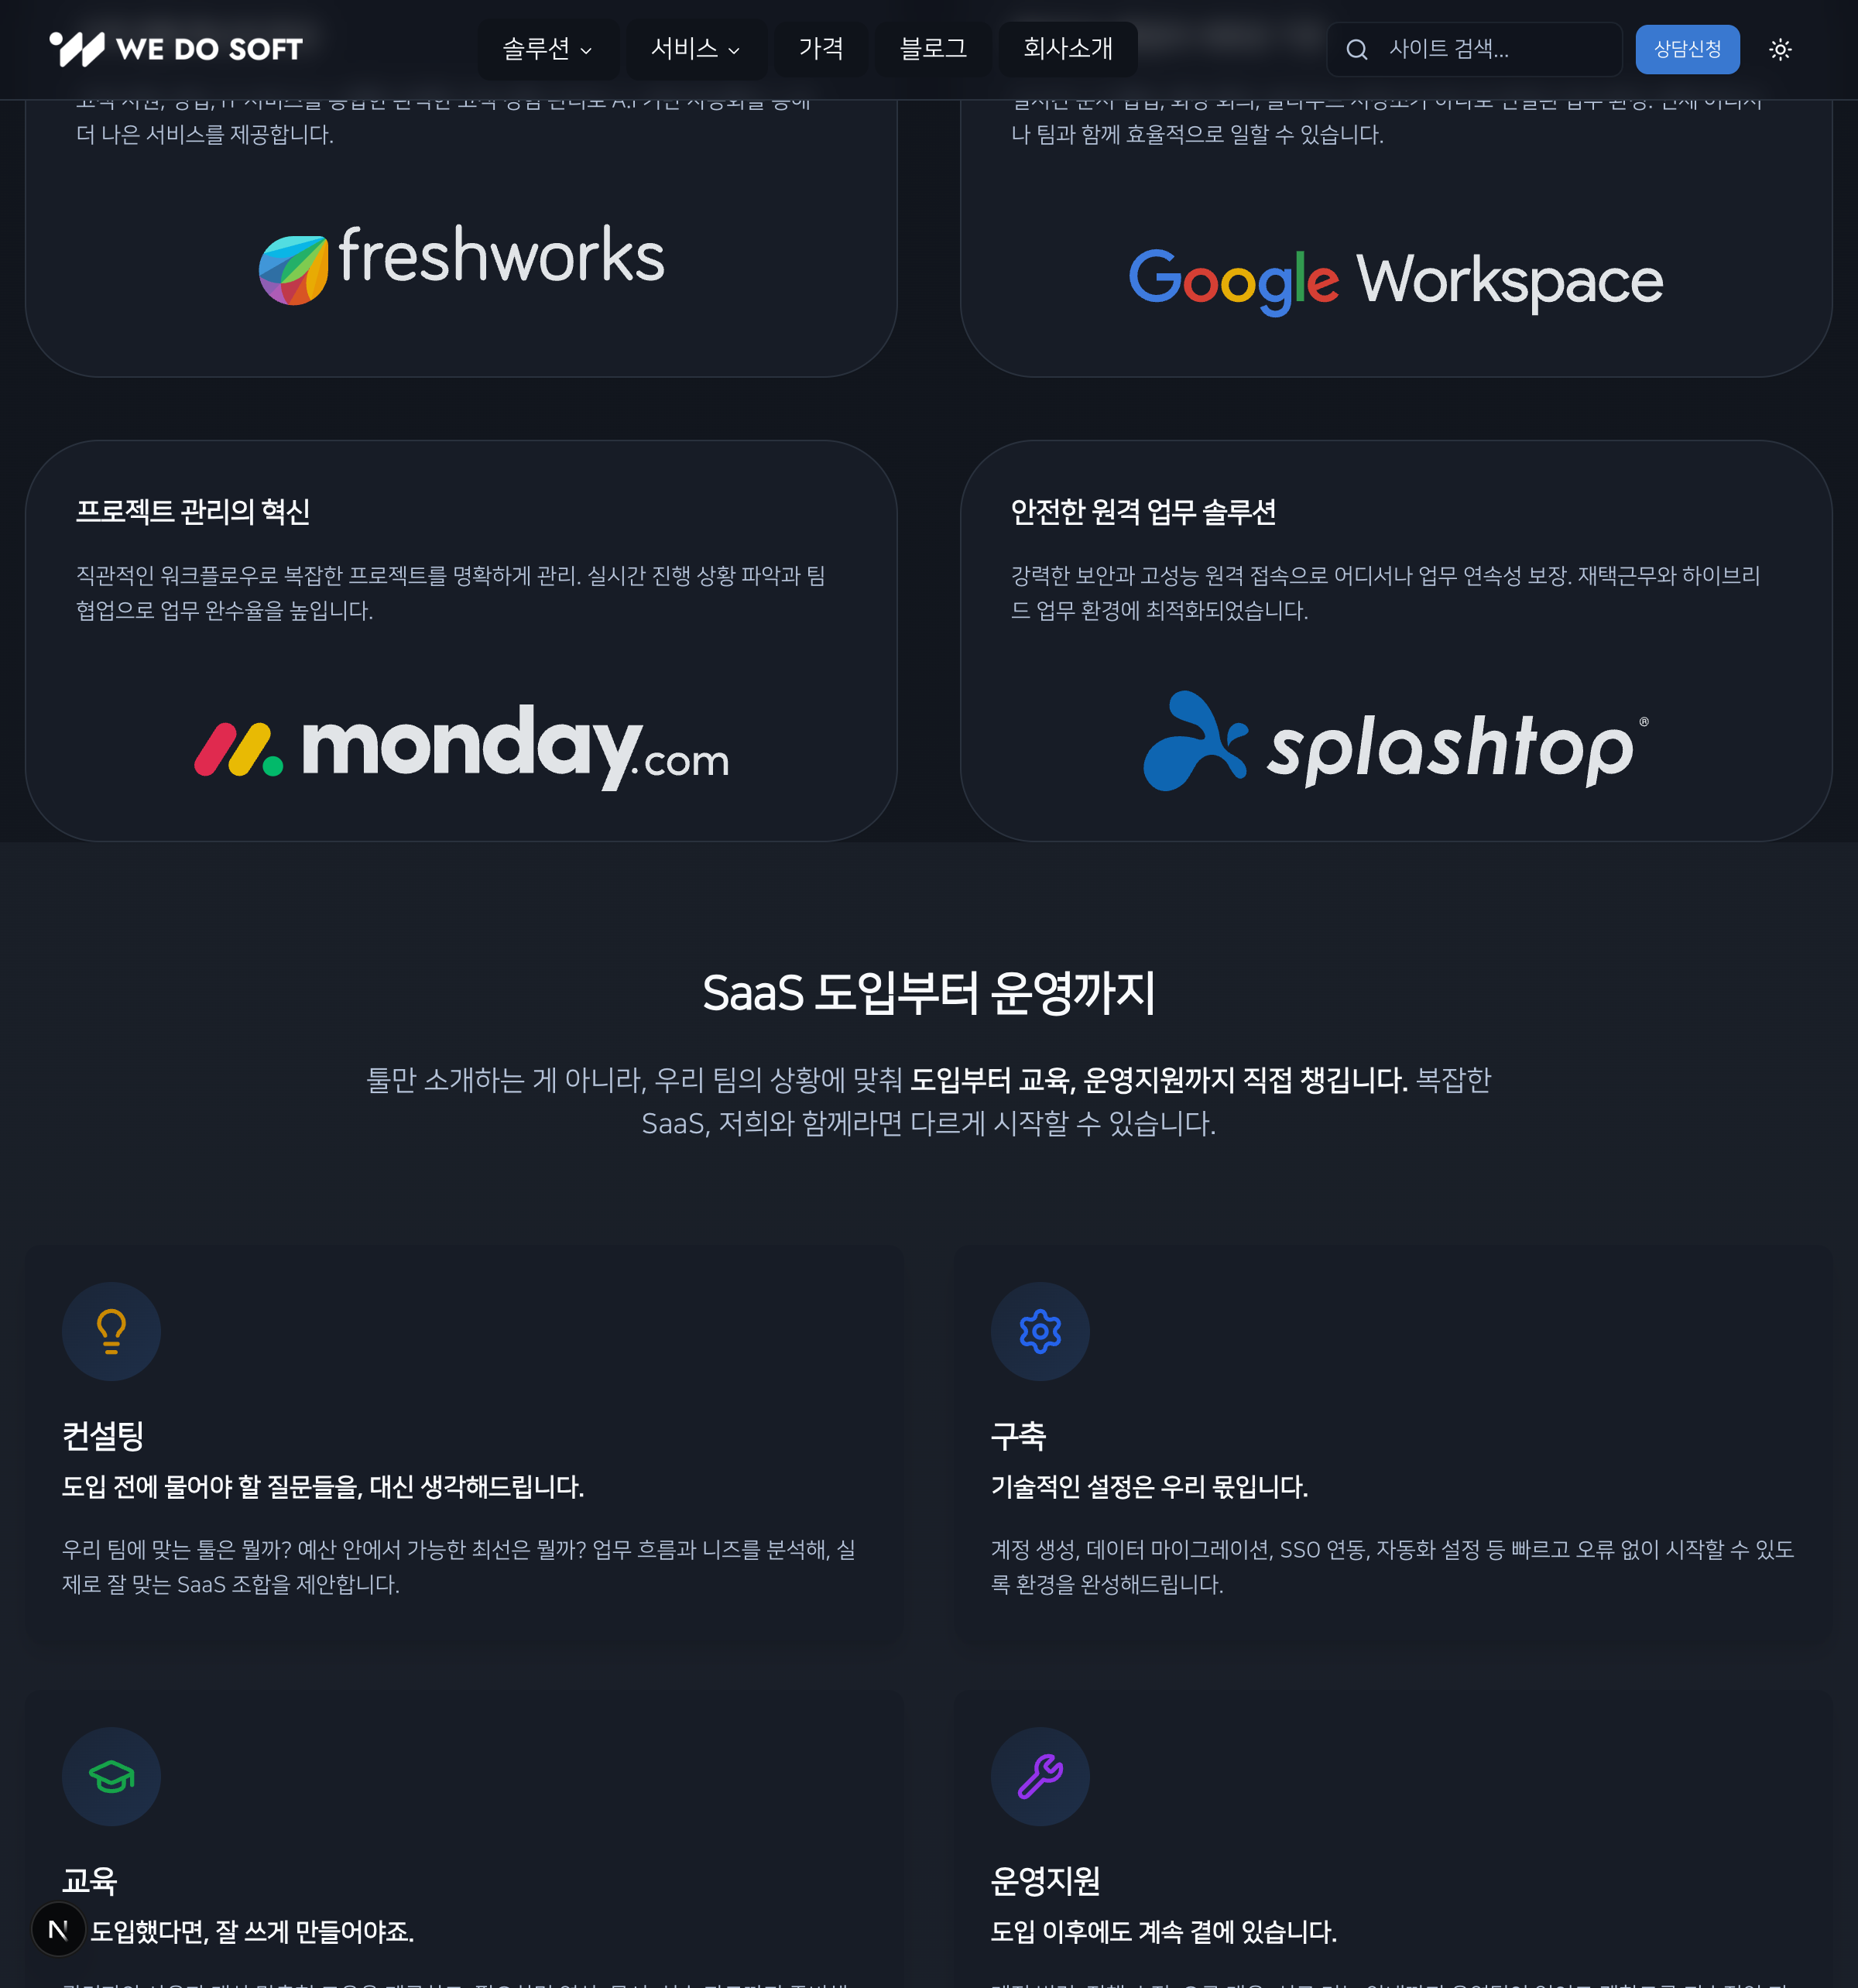 WE DO SOFT
솔루션
서비스
가격
블로그
회사소개
사이트 검색...
상담신청
더 나은 서비스를 제공합니다.
나 팀과 함께 효율적으로 일할 수 있습니다.
freshworks
Google Workspace
프로젝트 관리의 혁신
직관적인 워크플로우로 복잡한 프로젝트를 명확하게 관리. 실시간 진행 상황 파악과 팀
협업으로 업무 완수율을 높입니다.
monday.com
안전한 원격 업무 솔루션
강력한 보안과 고성능 원격 접속으로 어디서나 업무 연속성 보장. 재택근무와 하이브리
드 업무 환경에 최적화되었습니다.
splashtop®
SaaS 도입부터 운영까지
툴만 소개하는 게 아니라, 우리 팀의 상황에 맞춰 도입부터 교육, 운영지원까지 직접 챙깁니다. 복잡한
SaaS, 저희와 함께라면 다르게 시작할 수 있습니다.
컨설팅
도입 전에 물어야 할 질문들을, 대신 생각해드립니다.
우리 팀에 맞는 툴은 뭘까? 예산 안에서 가능한 최선은 뭘까? 업무 흐름과 니즈를 분석해, 실
제로 잘 맞는 SaaS 조합을 제안합니다.
구축
기술적인 설정은 우리 몫입니다.
계정 생성, 데이터 마이그레이션, SSO 연동, 자동화 설정 등 빠르고 오류 없이 시작할 수 있도
록 환경을 완성해드립니다.
교육
도입했다면, 잘 쓰게 만들어야죠.
운영지원
도입 이후에도 계속 곁에 있습니다.
N